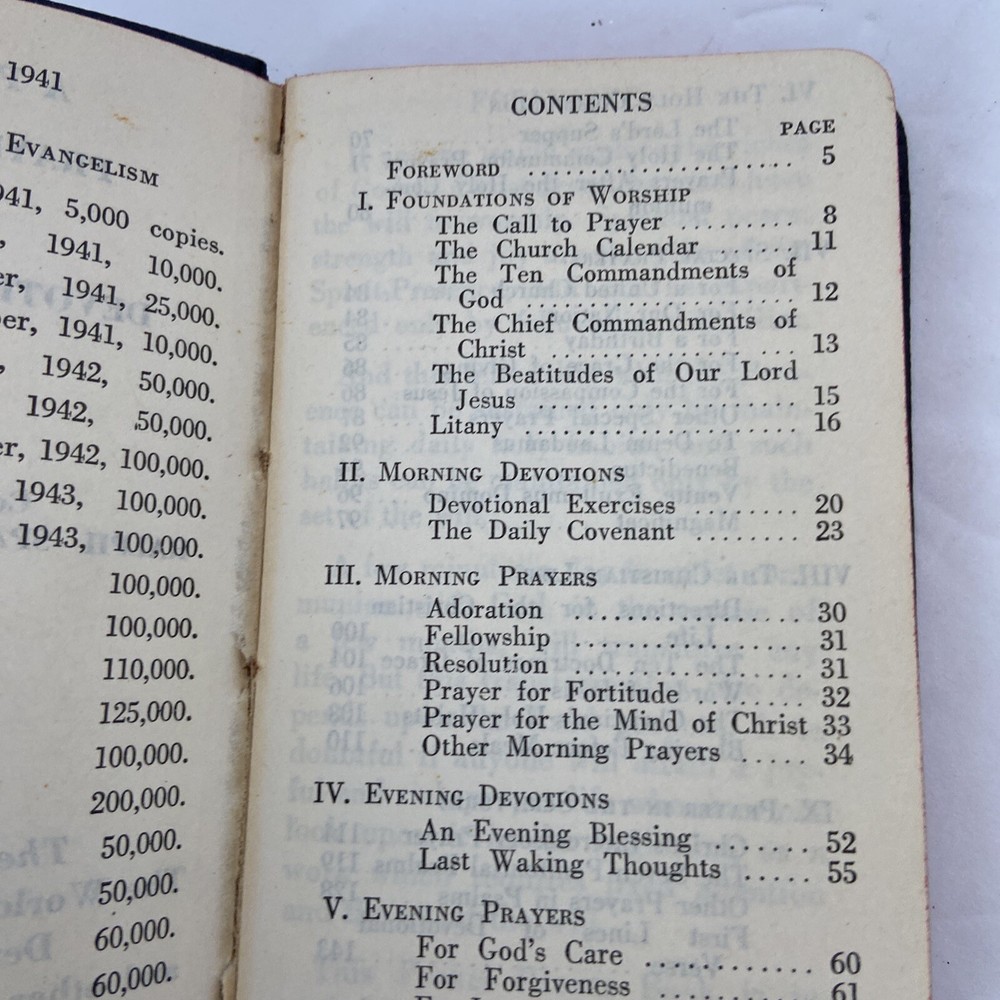 1941
EVANGELISM
941, 5,000 copies.
1941, 10,000.
1941, 25,000.
1941, 10,000.
1942, 50,000.
1942, 50,000.
1942, 100,000.
1943, 100,000.
1943, 100,000.
100,000.
100,000.
110,000.
125,000.
100,000.
200,000.
50,000.
50,000.
60,000.
60,000.
CONTENTS
PAGE
FOREWORD .................. 5
I. FOUNDATIONS OF WORSHIP
The Call to Prayer .......... 8
The Church Calendar ....... 11
The Ten Commandments of
God .................... 12
The Chief Commandments of
Christ .................. 13
The Beatitudes of Our Lord
Jesus ................... 15
Litany ..................... 16
II. MORNING DEVOTIONS
Devotional Exercises ........ 20
The Daily Covenant ........ 23
III. MORNING PRAYERS
Adoration .................. 30
Fellowship ................. 31
Resolution ................. 31
Prayer for Fortitude ........ 32
Prayer for the Mind of Christ 33
Other Morning Prayers ..... 34
IV. EVENING DEVOTIONS
An Evening Blessing ....... 52
Last Waking Thoughts ..... 55
V. EVENING PRAYERS
For God's Care ............ 60
For Forgiveness ........... 61